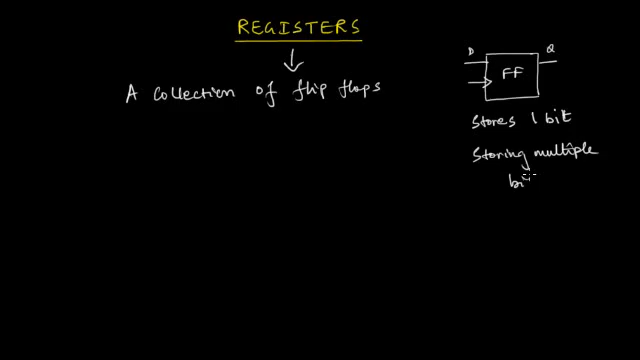 REGISTERS
A collection of flip flops
D
Q
FF
Stores 1 bit
Storing multiple